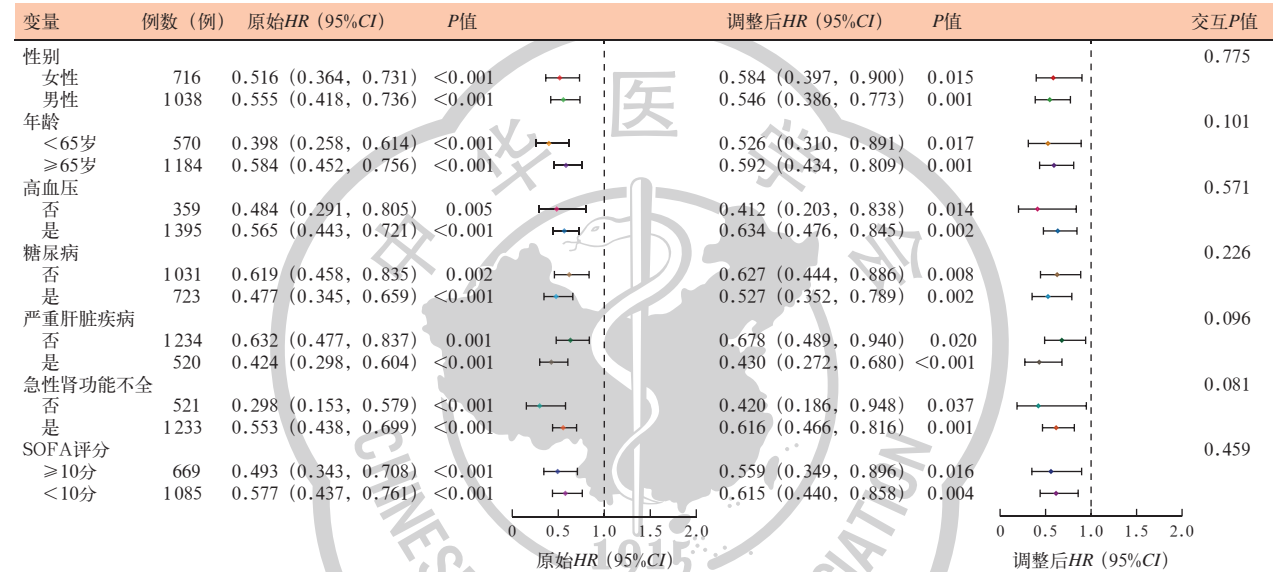 变量 例数（例） 原始HR（95%CI） P值 调整后HR（95%CI） P值 交互P值
性别 0.775
女性 716 0.516（0.364，0.731） <0.001 0.584（0.397，0.900） 0.015
男性 1038 0.555（0.418，0.736） <0.001 0.546（0.386，0.773） 0.001
年龄 0.101
<65岁 570 0.398（0.258，0.614） <0.001 0.526（0.310，0.891） 0.017
≥65岁 1184 0.584（0.452，0.756） <0.001 0.592（0.434，0.809） 0.001
高血压 0.571
否 359 0.484（0.291，0.805） 0.005 0.412（0.203，0.838） 0.014
是 1395 0.565（0.443，0.721） <0.001 0.634（0.476，0.845） 0.002
糖尿病 0.226
否 1031 0.619（0.458，0.835） 0.002 0.627（0.444，0.886） 0.008
是 723 0.477（0.345，0.659） <0.001 0.527（0.352，0.789） 0.002
严重肝脏疾病 0.096
否 1234 0.632（0.477，0.837） 0.001 0.678（0.489，0.940） 0.020
是 520 0.424（0.298，0.604） <0.001 0.430（0.272，0.680） <0.001
急性肾功能不全 0.081
否 521 0.298（0.153，0.579） <0.001 0.420（0.186，0.948） 0.037
是 1233 0.553（0.438，0.699） <0.001 0.616（0.466，0.816） 0.001
SOFA评分 0.459
≥10分 669 0.493（0.343，0.708） <0.001 0.559（0.349，0.896） 0.016
<10分 1085 0.577（0.437，0.761） <0.001 0.615（0.440，0.858） 0.004
0 0.5 1.0 1.5 2.0 0 0.5 1.0 1.5 2.0
原始HR（95%CI） 调整后HR（95%CI）
中华医学会
1915